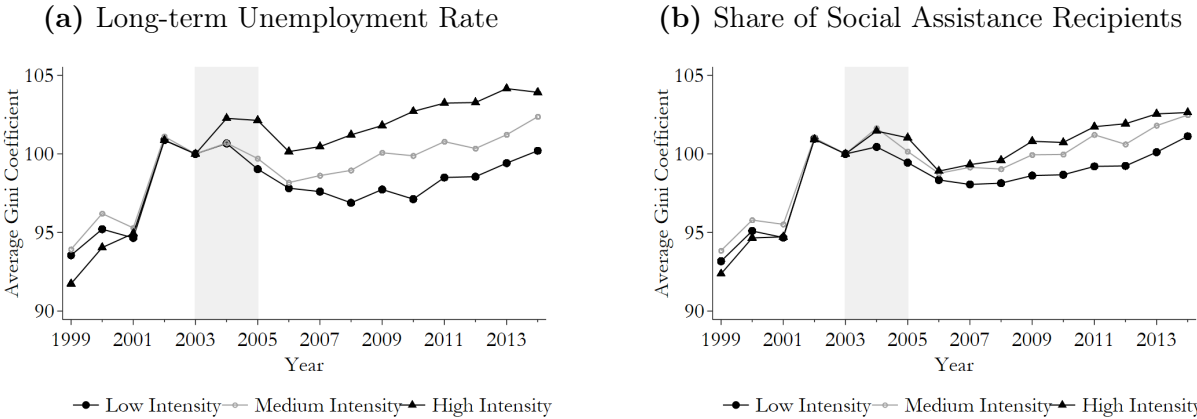 (a) Long-term Unemployment Rate
Average Gini Coefficient
105
100
95
90
1999 2001 2003 2005 2007 2009 2011 2013
Year
Low Intensity Medium Intensity High Intensity
(b) Share of Social Assistance Recipients
Average Gini Coefficient
105
100
95
90
1999 2001 2003 2005 2007 2009 2011 2013
Year
Low Intensity Medium Intensity High Intensity